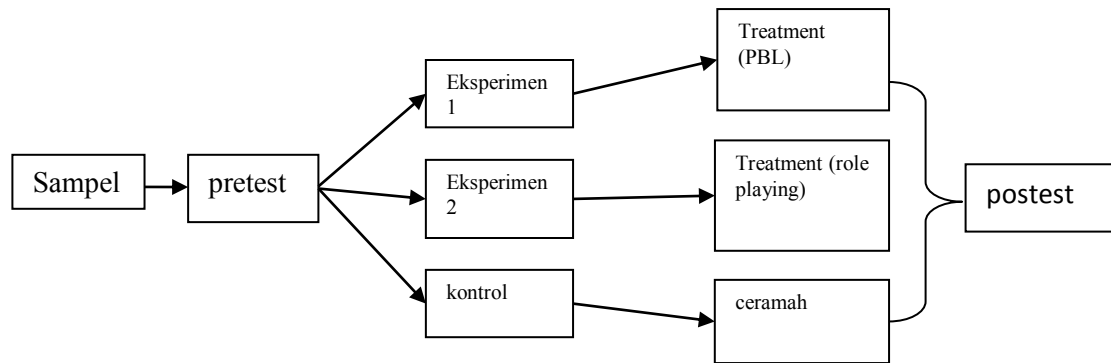 Sampel
pretest
Eksperimen
1
Eksperimen
2
kontrol
Treatment
(PBL)
Treatment (role
playing)
ceramah
postest